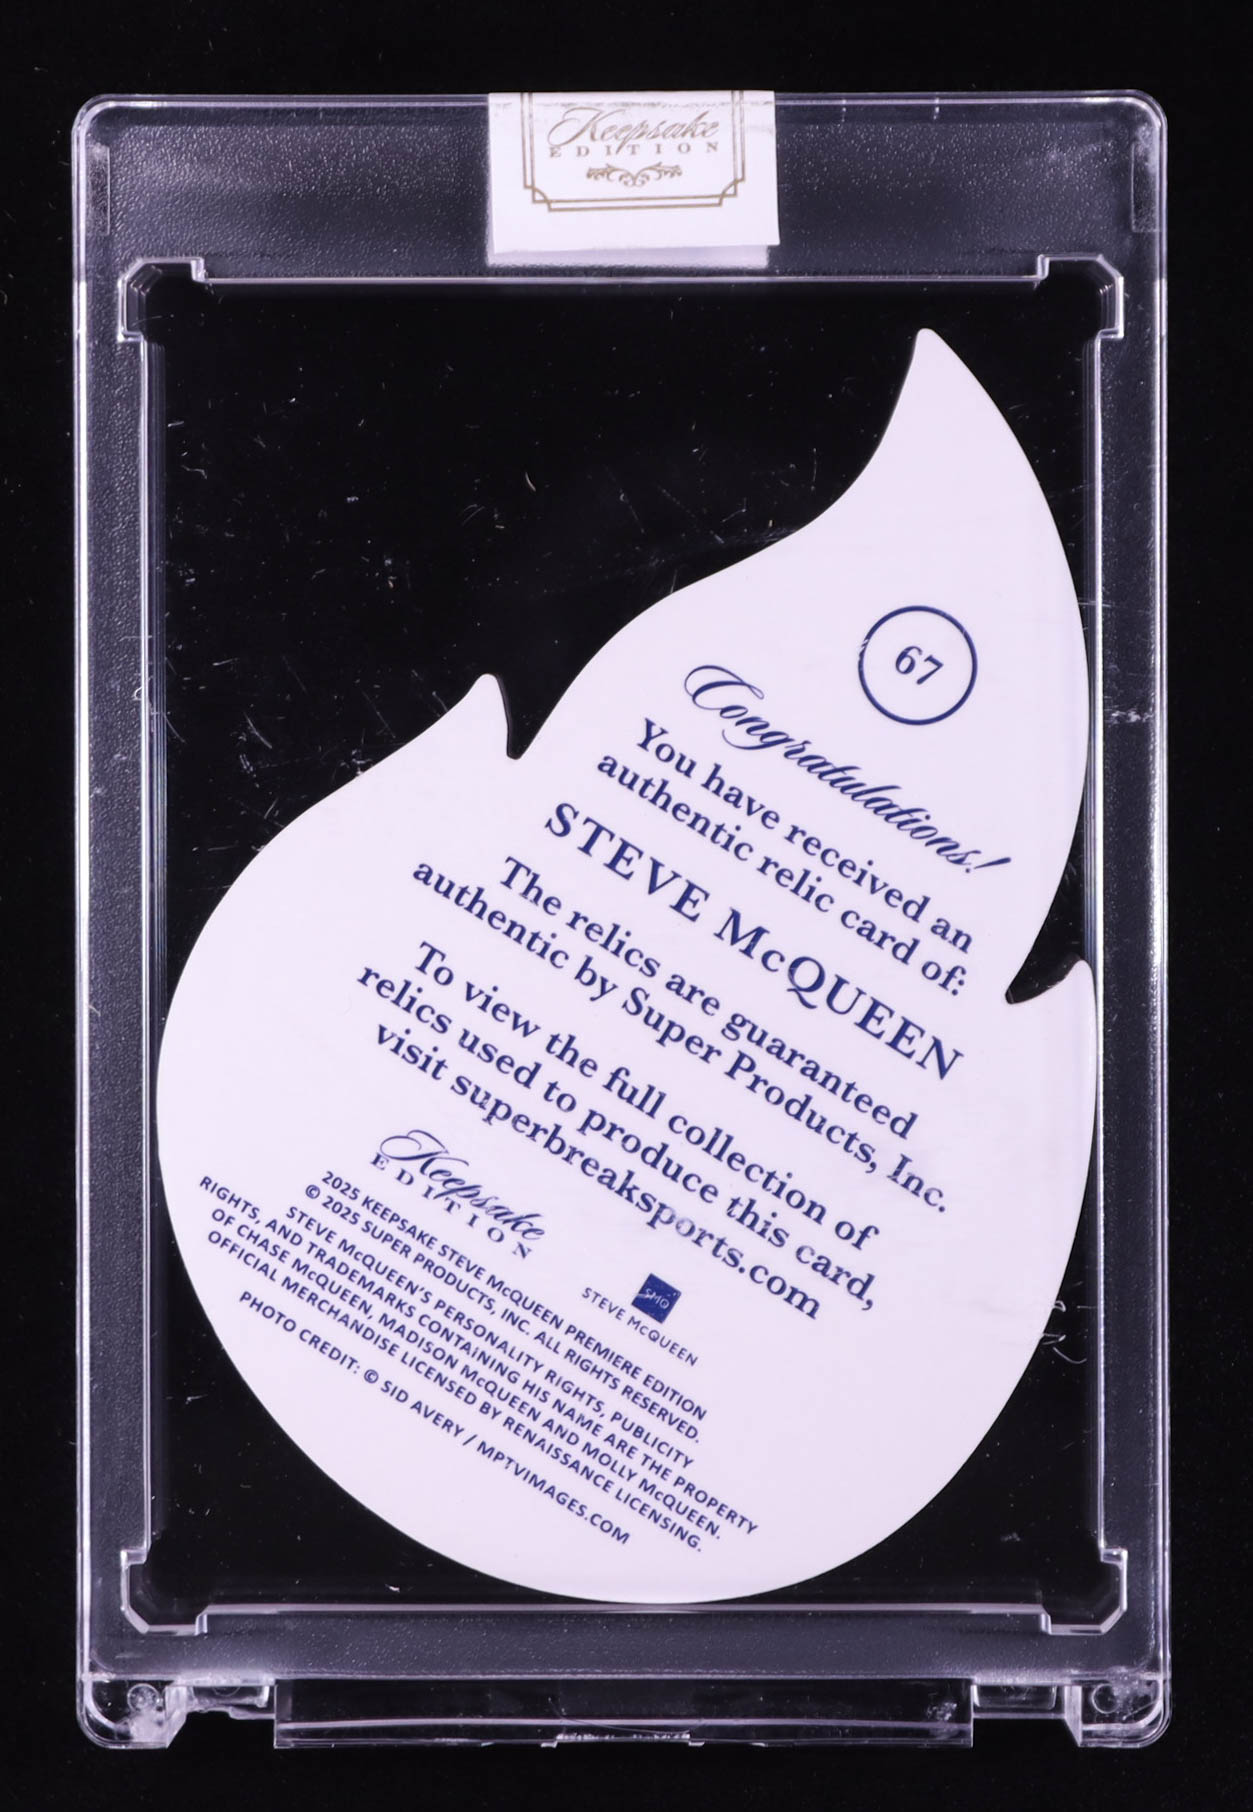 Keepsake
EDITION
67
Congratulations!
You have received an
authentic relic card of:
STEVE McQUEEN
The relics are guaranteed
authentic by Super Products, Inc.
To view the full collection of
relics used to produce this card,
visit superbreaksports.com
Keepsake
EDITION
SMQ
STEVE McQUEEN
2025 KEEPSAKE STEVE McQUEEN PREMIERE EDITION
© 2025 SUPER PRODUCTS, INC. ALL RIGHTS RESERVED.
STEVE McQUEEN'S PERSONALITY RIGHTS, PUBLICITY
RIGHTS, AND TRADEMARKS CONTAINING HIS NAME ARE THE PROPERTY
OF CHASE McQUEEN, MADISON McQUEEN AND MOLLY McQUEEN.
OFFICIAL MERCHANDISE LICENSED BY RENAISSANCE LICENSING.
PHOTO CREDIT: © SID AVERY / MPTVIMAGES.COM